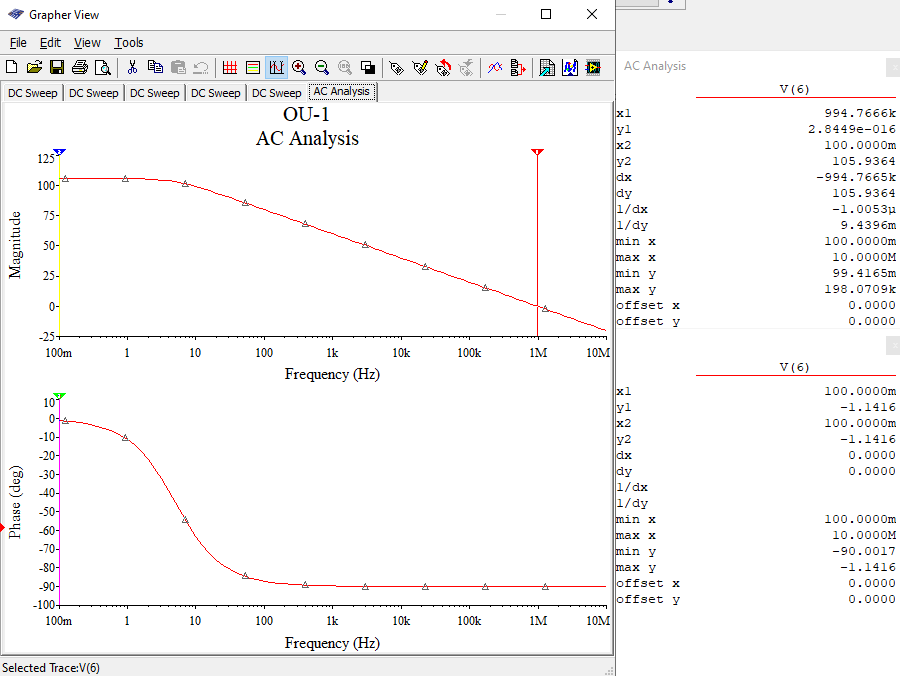 Grapher View
File Edit View Tools
DC Sweep DC Sweep DC Sweep DC Sweep DC Sweep AC Analysis
OU-1
AC Analysis
Magnitude
125
100
75
50
25
0
-25
100m 1 10 100 1k 10k 100k 1M 10M
Frequency (Hz)
Phase (deg)
10
0
-10
-20
-30
-40
-50
-60
-70
-80
-90
-100
100m 1 10 100 1k 10k 100k 1M 10M
Frequency (Hz)
Selected Trace:V(6)
AC Analysis
V(6)
x1 994.7666k
y1 2.8449e-016
x2 100.0000m
y2 105.9364
dx -994.7665k
dy 105.9364
1/dx -1.0053µ
1/dy 9.4396m
min x 100.0000m
max x 10.0000M
min y 99.4165m
max y 198.0709k
offset x 0.0000
offset y 0.0000
V(6)
x1 100.0000m
y1 -1.1416
x2 100.0000m
y2 -1.1416
dx 0.0000
dy 0.0000
1/dx
1/dy
min x 100.0000m
max x 10.0000M
min y -90.0017
max y -1.1416
offset x 0.0000
offset y 0.0000